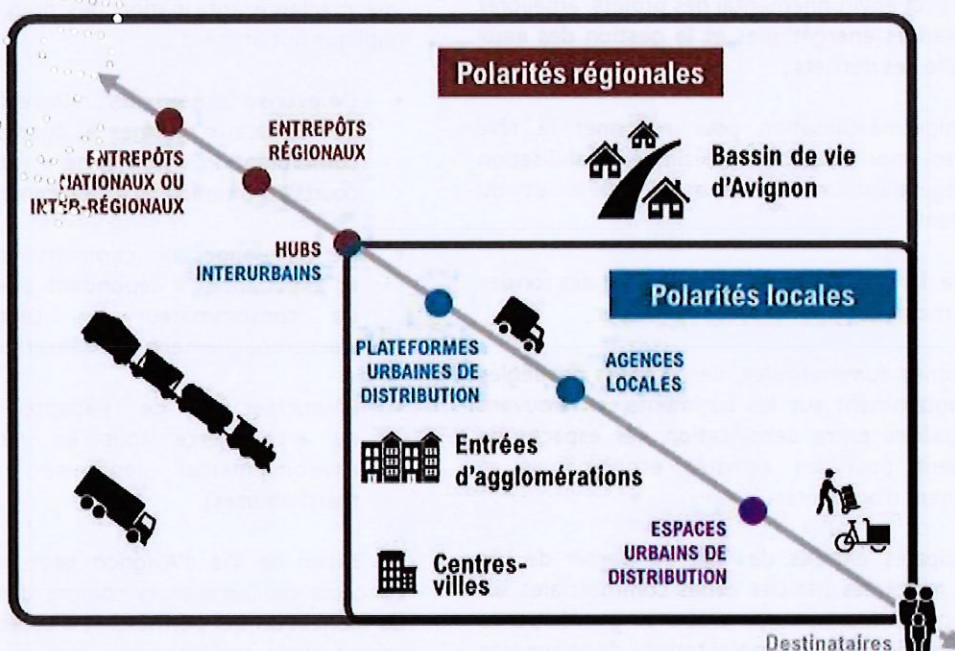 Polarités régionales
Bassin de vie
d'Avignon
ENTREPÔTS
RÉGIONAUX
ENTREPÔTS
NATIONAUX OU
INTER-RÉGIONAUX
HUBS
INTERURBAINS
Polarités locales
PLATEFORMES
URBAINES DE
DISTRIBUTION
AGENCES
LOCALES
Entrées
d'agglomérations
ESPACES
URBAINS DE
DISTRIBUTION
Centres-
villes
Destinataires